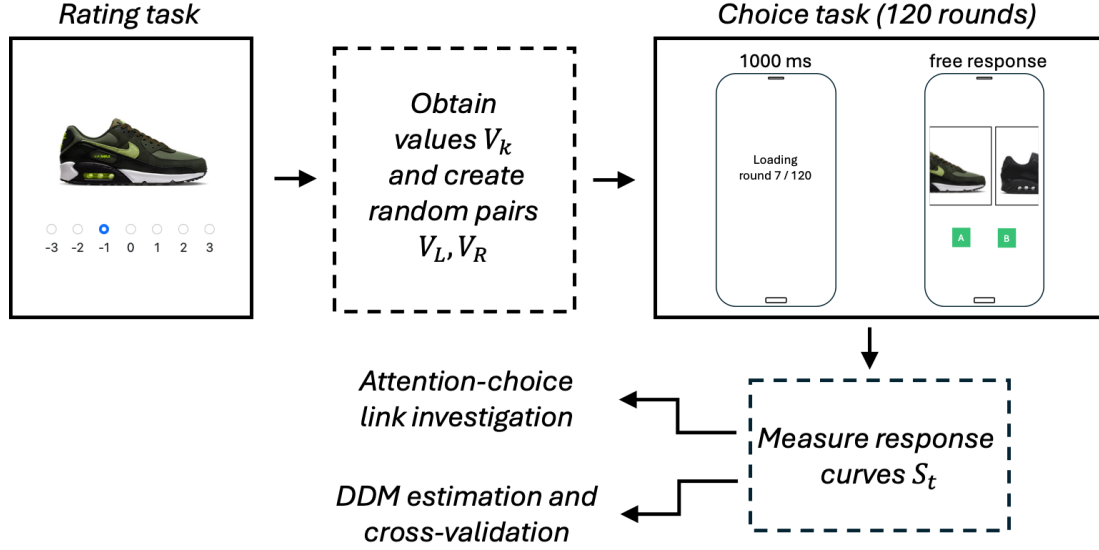 Rating task
-3 -2 -1 0 1 2 3
Obtain
values V_k
and create
random pairs
V_L, V_R
Choice task (120 rounds)
1000 ms
Loading
round 7 / 120
free response
A B
Measure response
curves S_t
Attention-choice
link investigation
DDM estimation and
cross-validation